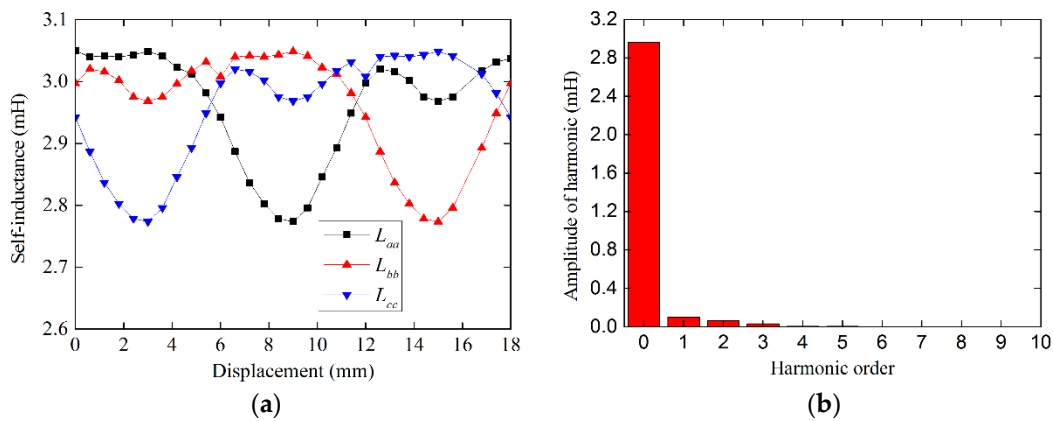 3.1
3.0
2.9
2.8
2.7
2.6
Self-inductance (mH)
L_aa
L_bb
L_cc
0 2 4 6 8 10 12 14 16 18
Displacement (mm)
(a)
3.2
2.8
2.4
2.0
1.6
1.2
0.8
0.4
0.0
Amplitude of harmonic (mH)
0 1 2 3 4 5 6 7 8 9 10
Harmonic order
(b)